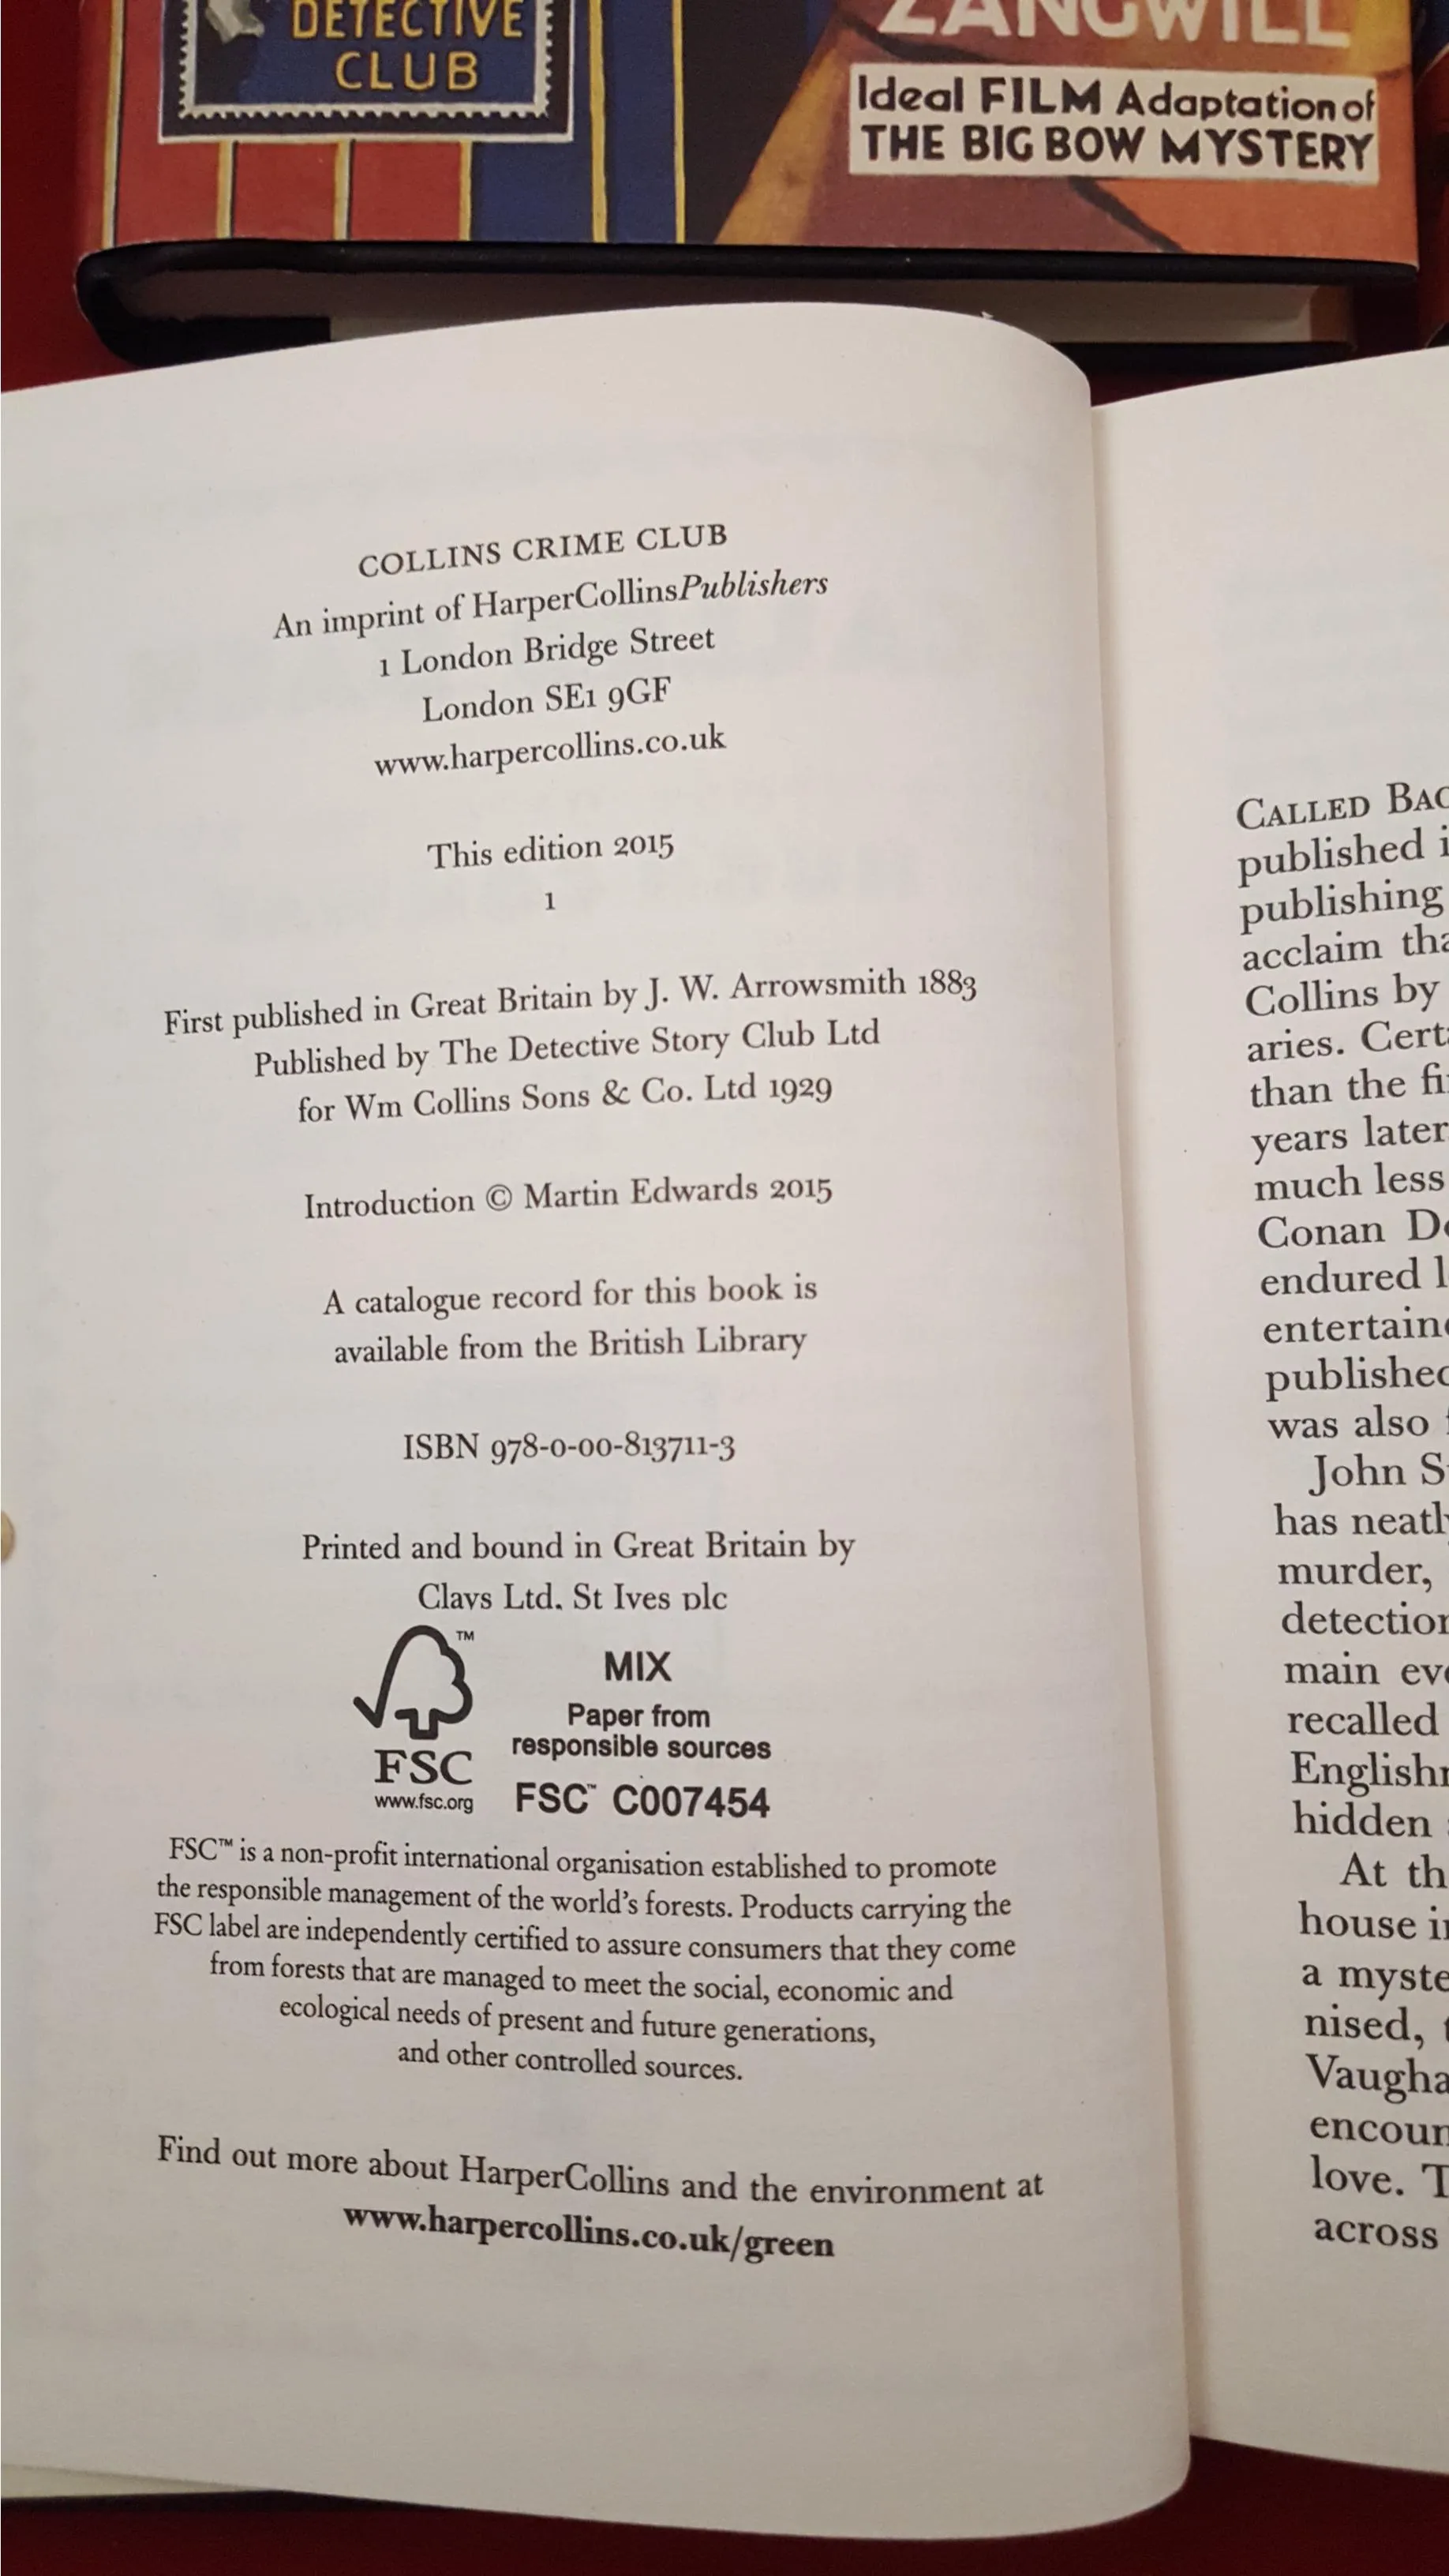 DETECTIVE
CLUB
ZANGWILL
Ideal FILM Adaptation of
THE BIG BOW MYSTERY
COLLINS CRIME CLUB
An imprint of HarperCollinsPublishers
1 London Bridge Street
London SE1 9GF
www.harpercollins.co.uk
This edition 2015
1
First published in Great Britain by J. W. Arrowsmith 1883
Published by The Detective Story Club Ltd
for Wm Collins Sons & Co. Ltd 1929
Introduction © Martin Edwards 2015
A catalogue record for this book is
available from the British Library
ISBN 978-0-00-813711-3
Printed and bound in Great Britain by
Clays Ltd, St Ives plc
TM
FSC
www.fsc.org
MIX
Paper from
responsible sources
FSC™ C007454
FSC™ is a non-profit international organisation established to promote
the responsible management of the world's forests. Products carrying the
FSC label are independently certified to assure consumers that they come
from forests that are managed to meet the social, economic and
ecological needs of present and future generations,
and other controlled sources.
Find out more about HarperCollins and the environment at
www.harpercollins.co.uk/green
CALLED
published
publishing
acclaim
Collins by
aries.
than the
years later
much less
Conan
endured
published
was also
John
has
murder,
main
recalled
hidden
At
house
a
nised,
love.
across